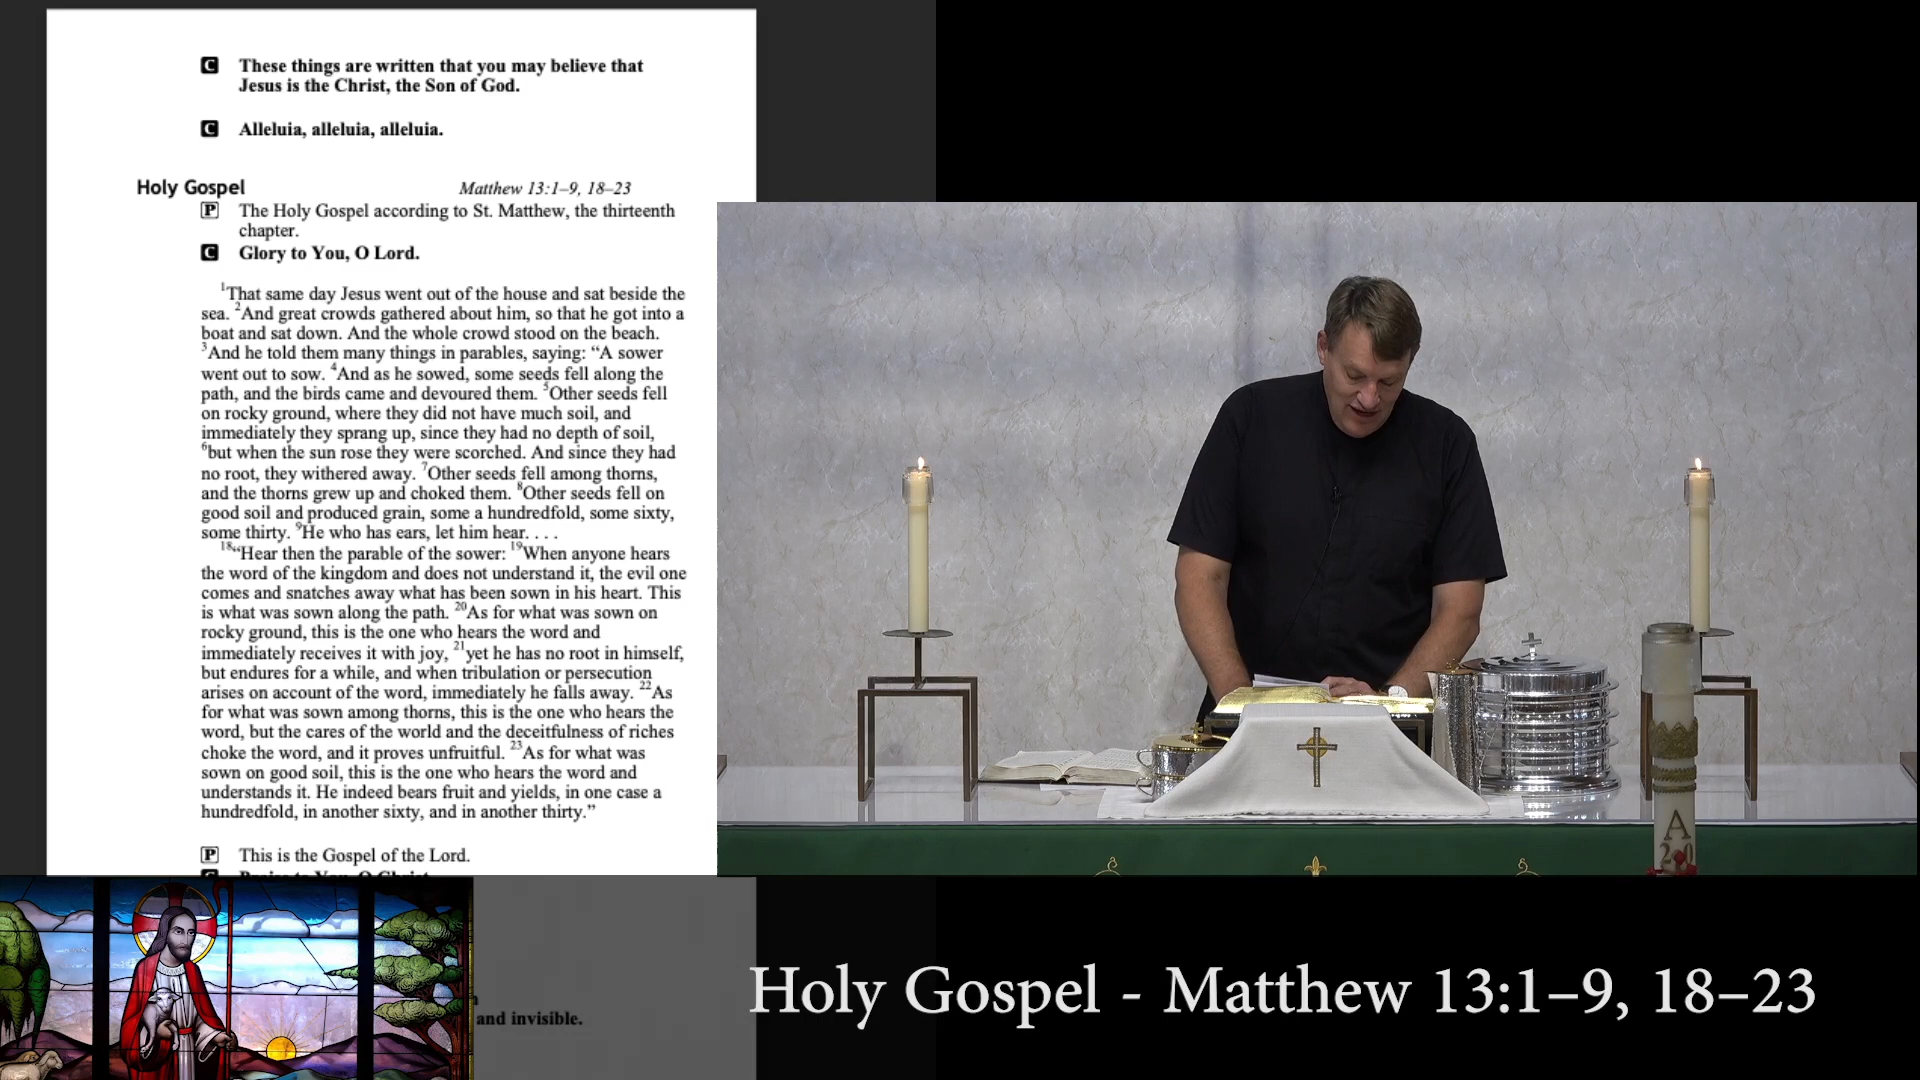 C These things are written that you may believe that
Jesus is the Christ, the Son of God.
C Alleluia, alleluia, alleluia.
Holy Gospel Matthew 13:1–9, 18–23
P The Holy Gospel according to St. Matthew, the thirteenth
chapter.
C Glory to You, O Lord.
1That same day Jesus went out of the house and sat beside the
sea. 2And great crowds gathered about him, so that he got into a
boat and sat down. And the whole crowd stood on the beach.
3And he told them many things in parables, saying: “A sower
went out to sow. 4And as he sowed, some seeds fell along the
path, and the birds came and devoured them. 5Other seeds fell
on rocky ground, where they did not have much soil, and
immediately they sprang up, since they had no depth of soil,
6but when the sun rose they were scorched. And since they had
no root, they withered away. 7Other seeds fell among thorns,
and the thorns grew up and choked them. 8Other seeds fell on
good soil and produced grain, some a hundredfold, some sixty,
some thirty. 9He who has ears, let him hear. . . .
18“Hear then the parable of the sower: 19When anyone hears
the word of the kingdom and does not understand it, the evil one
comes and snatches away what has been sown in his heart. This
is what was sown along the path. 20As for what was sown on
rocky ground, this is the one who hears the word and
immediately receives it with joy, 21yet he has no root in himself,
but endures for a while, and when tribulation or persecution
arises on account of the word, immediately he falls away. 22As
for what was sown among thorns, this is the one who hears the
word, but the cares of the world and the deceitfulness of riches
choke the word, and it proves unfruitful. 23As for what was
sown on good soil, this is the one who hears the word and
understands it. He indeed bears fruit and yields, in one case a
hundredfold, in another sixty, and in another thirty.”
P This is the Gospel of the Lord.
and invisible.
Holy Gospel - Matthew 13:1–9, 18–23
A